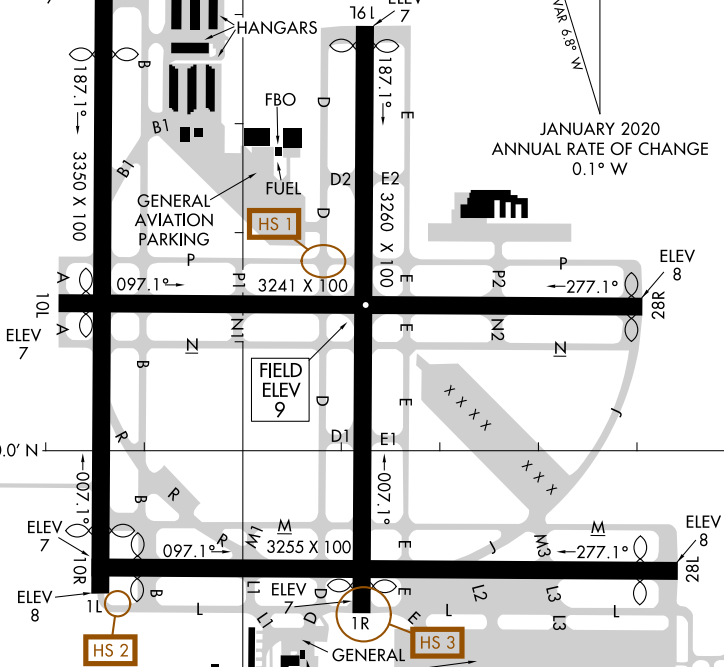 7
16L
ELEV
7
HANGARS
VAR 6.8° W
B
187.1°
D
187.1°
E
FBO
B1
JANUARY 2020
ANNUAL RATE OF CHANGE
0.1° W
B1
3350 X 100
FUEL
D2
E2
GENERAL
AVIATION
PARKING
D
3260 X 100
HS 1
ELEV
8
P
P
A
097.1°
P1
3241 X 100
E
P2
277.1°
10L
28R
A
N1
E
N2
ELEV
7
N
N
B
FIELD
ELEV
9
D
E
X X X X
J
R
D1
E1
0.0' N
X X X
007.1°
007.1°
B
R
ELEV
7
M
M
ELEV
8
R
M1
097.1°
3255 X 100
E
J
M3
277.1°
10R
28L
ELEV
8
1L
B
L
L1
ELEV
7
D
E
L2
L3
L
L
L1
D
1R
E
L3
HS 2
HS 3
GENERAL